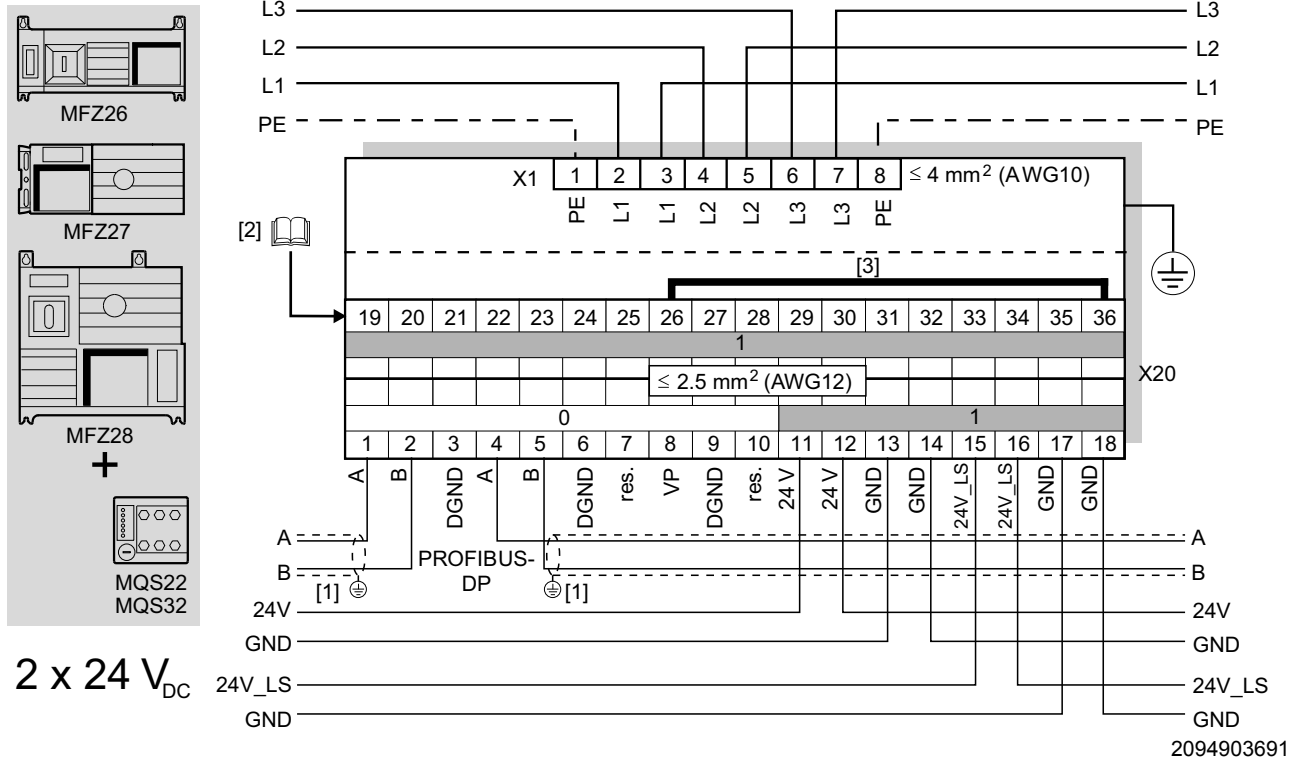 MFZ26
MFZ27
MFZ28
+
MQS22
MQS32
2 x 24 V DC
L3 L3
L2 L2
L1 L1
PE PE
X1 1 2 3 4 5 6 7 8 ≤ 4 mm² (AWG10)
PE L1 L1 L2 L2 L3 L3 PE
[2]
[3]
19 20 21 22 23 24 25 26 27 28 29 30 31 32 33 34 35 36
1
≤ 2.5 mm² (AWG12)
X20
0 1
1 2 3 4 5 6 7 8 9 10 11 12 13 14 15 16 17 18
A B DGND A B DGND res. VP DGND res. 24 V 24 V GND GND 24V_LS 24V_LS GND GND
A A
PROFIBUS-
DP
B B
[1] [1]
24V 24V
GND GND
24V_LS 24V_LS
GND GND
2094903691